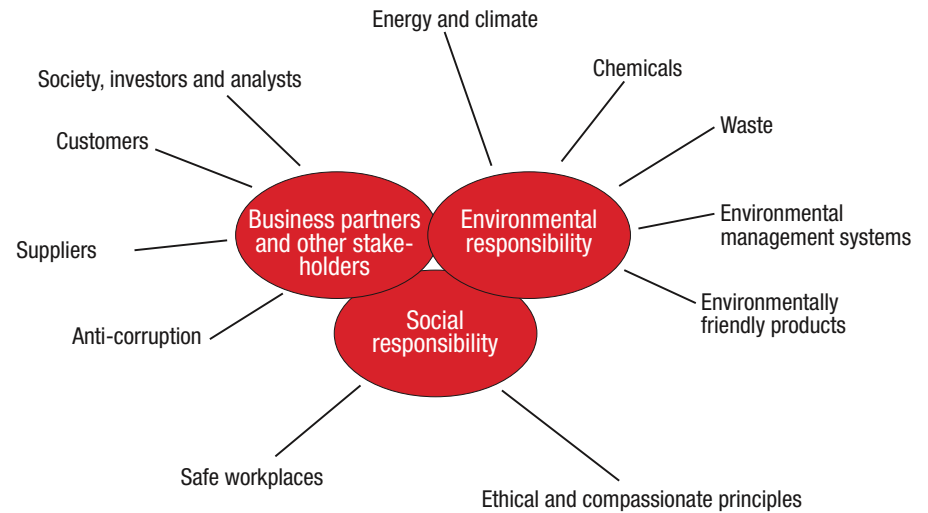 Energy and climate
Chemicals
Society, investors and analysts
Waste
Customers
Business partners
and other stake-
holders
Environmental
responsibility
Environmental
management systems
Suppliers
Environmentally
friendly products
Anti-corruption
Social
responsibility
Safe workplaces
Ethical and compassionate principles